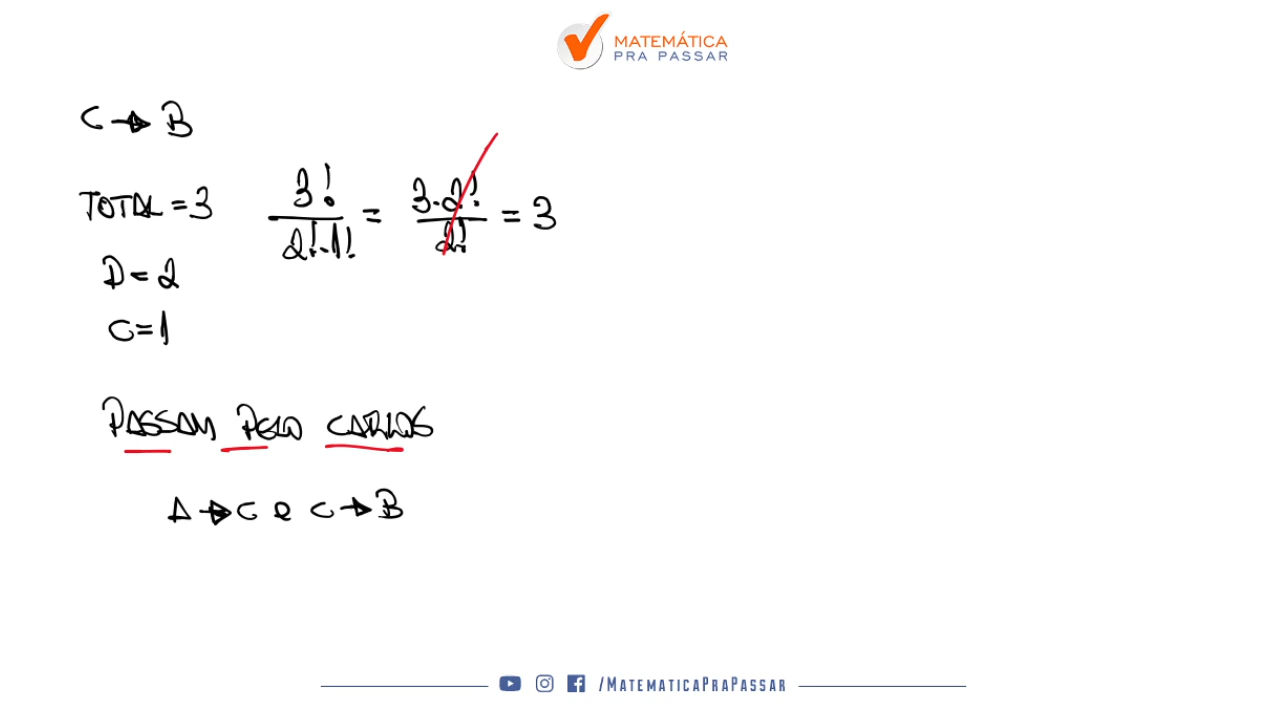 MATEMÁTICA
PRA PASSAR
C → B
TOTAL = 3
3! / 2!·1! = 3·2! / 2! = 3
D = 2
C = 1
PASSAM PELO CARLOS
A → C e C → B
/MATEMATICAPRAPASSAR